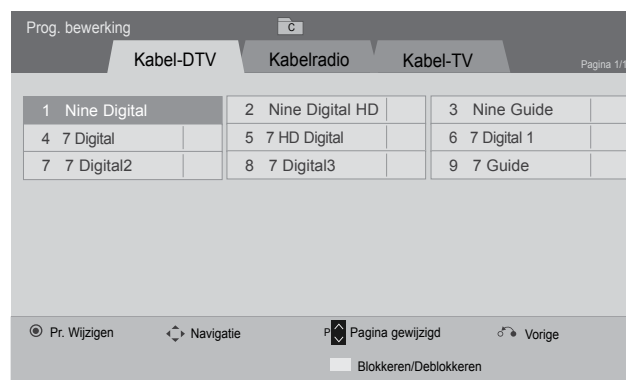 Prog. bewerking C
Kabel-DTV Kabelradio Kabel-TV Pagina 1/1
1 Nine Digital 2 Nine Digital HD 3 Nine Guide
4 7 Digital 5 7 HD Digital 6 7 Digital 1
7 7 Digital2 8 7 Digital3 9 7 Guide
Pr. Wijzigen Navigatie P Pagina gewijzigd Vorige
Blokkeren/Deblokkeren